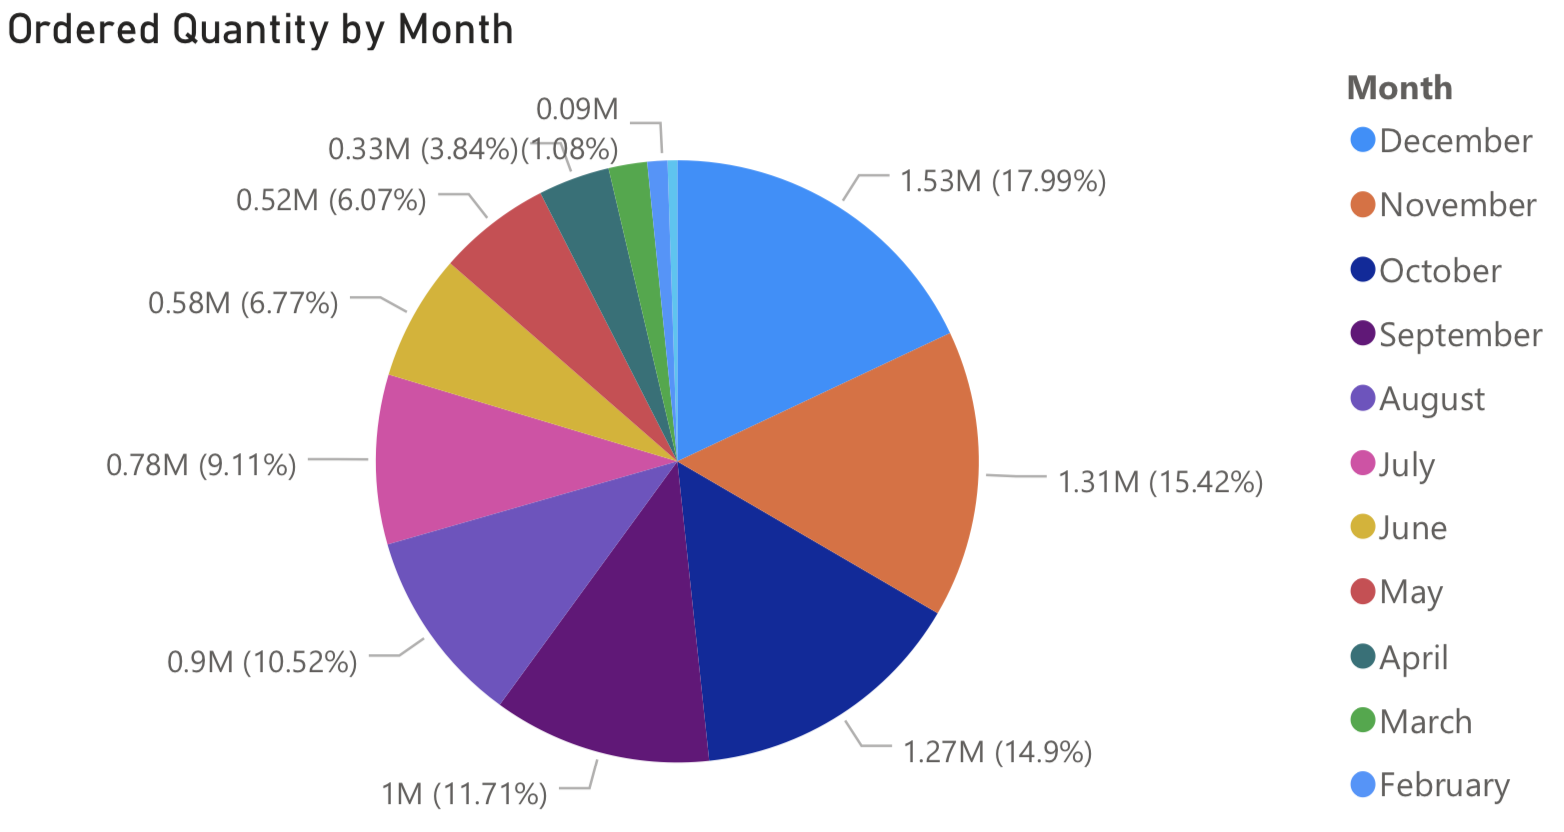 Ordered Quantity by Month
0.09M
(1.08%)
0.33M (3.84%)
0.52M (6.07%)
0.58M (6.77%)
0.78M (9.11%)
0.9M (10.52%)
1M (11.71%)
1.27M (14.9%)
1.31M (15.42%)
1.53M (17.99%)
Month
December
November
October
September
August
July
June
May
April
March
February